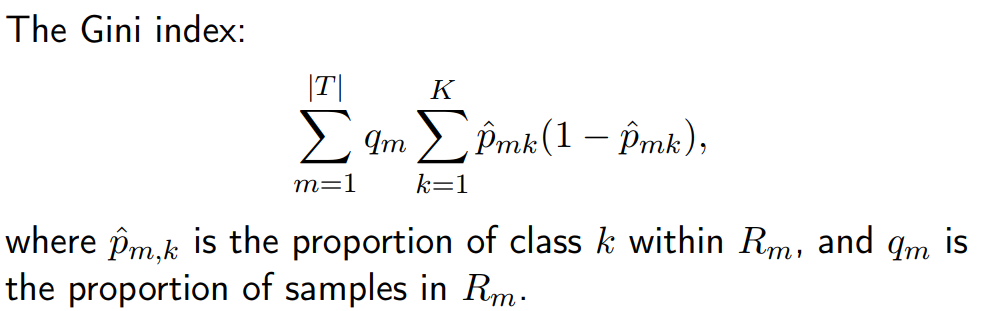 The Gini index:
$$\sum_{m=1}^{|T|} q_m \sum_{k=1}^{K} \hat{p}_{mk}(1 - \hat{p}_{mk}),$$
where $\hat{p}_{m,k}$ is the proportion of class $k$ within $R_m$, and $q_m$ is
the proportion of samples in $R_m$.